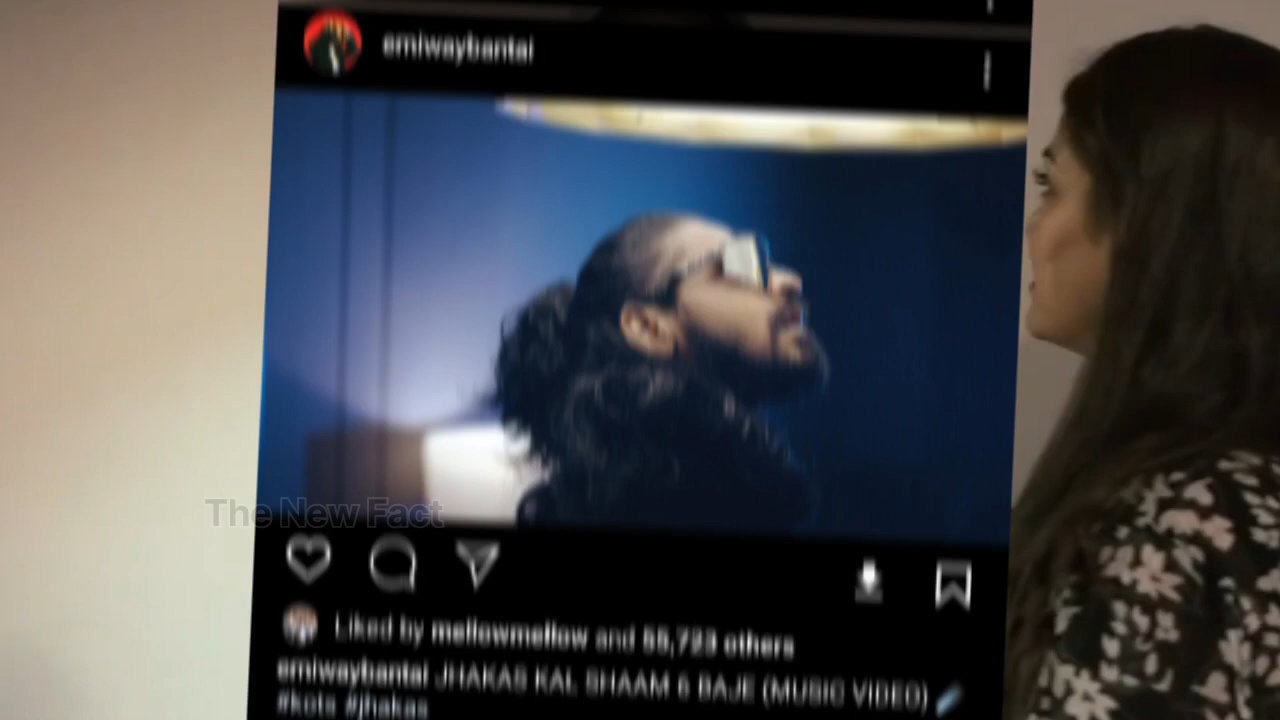 emiwaybantai
The New Fact
Liked by mellowmellow and 55,723 others
emiwaybantai JHAKAS KAL SHAAM 6 BAJE (MUSIC VIDEO)
#kots #jhakas